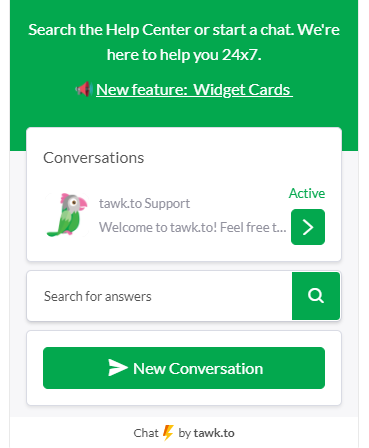 Search the Help Center or start a chat. We're
here to help you 24x7.
New feature: Widget Cards
Conversations
Active
tawk.to Support
Welcome to tawk.to! Feel free t...
Search for answers
New Conversation
Chat by tawk.to